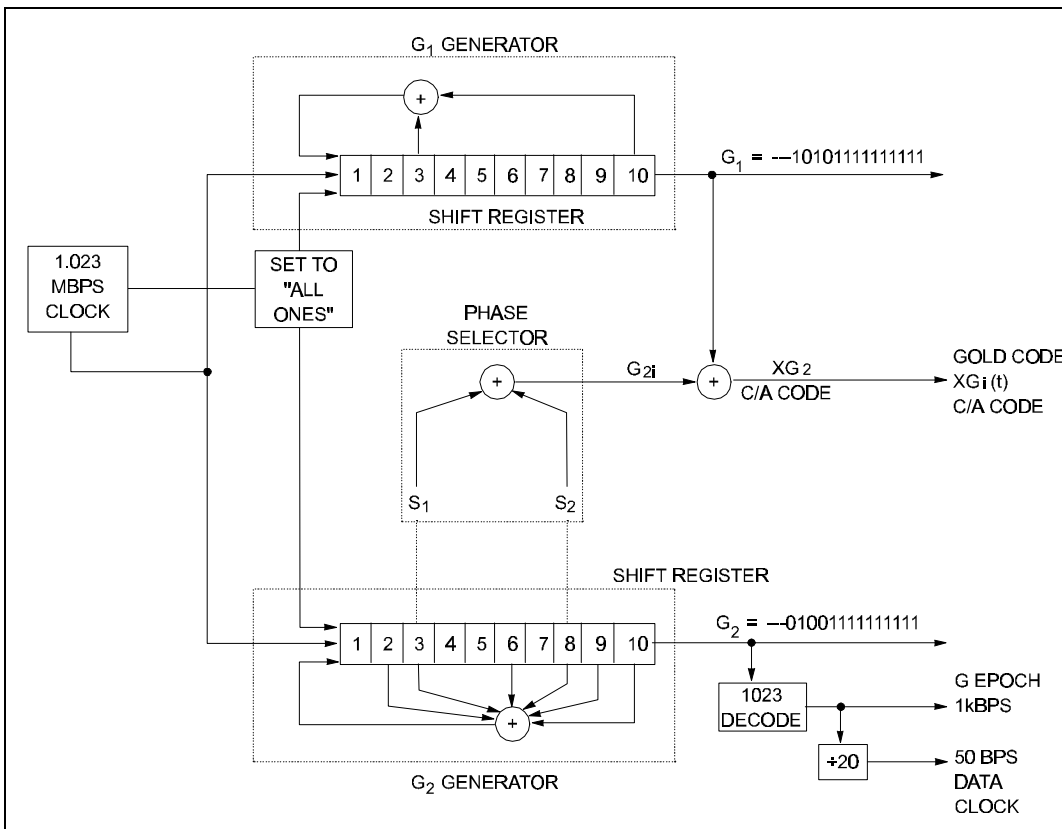 G1 GENERATOR
+
G1 = ---10101111111111
1 2 3 4 5 6 7 8 9 10
SHIFT REGISTER
1.023
MBPS
CLOCK
SET TO
"ALL
ONES"
PHASE
SELECTOR
+
G2i
+
XG2
C/A CODE
GOLD CODE
XGi(t)
C/A CODE
S1
S2
SHIFT REGISTER
1 2 3 4 5 6 7 8 9 10
G2 = ---01001111111111
+
1023
DECODE
G EPOCH
1kBPS
÷20
50 BPS
DATA
CLOCK
G2 GENERATOR